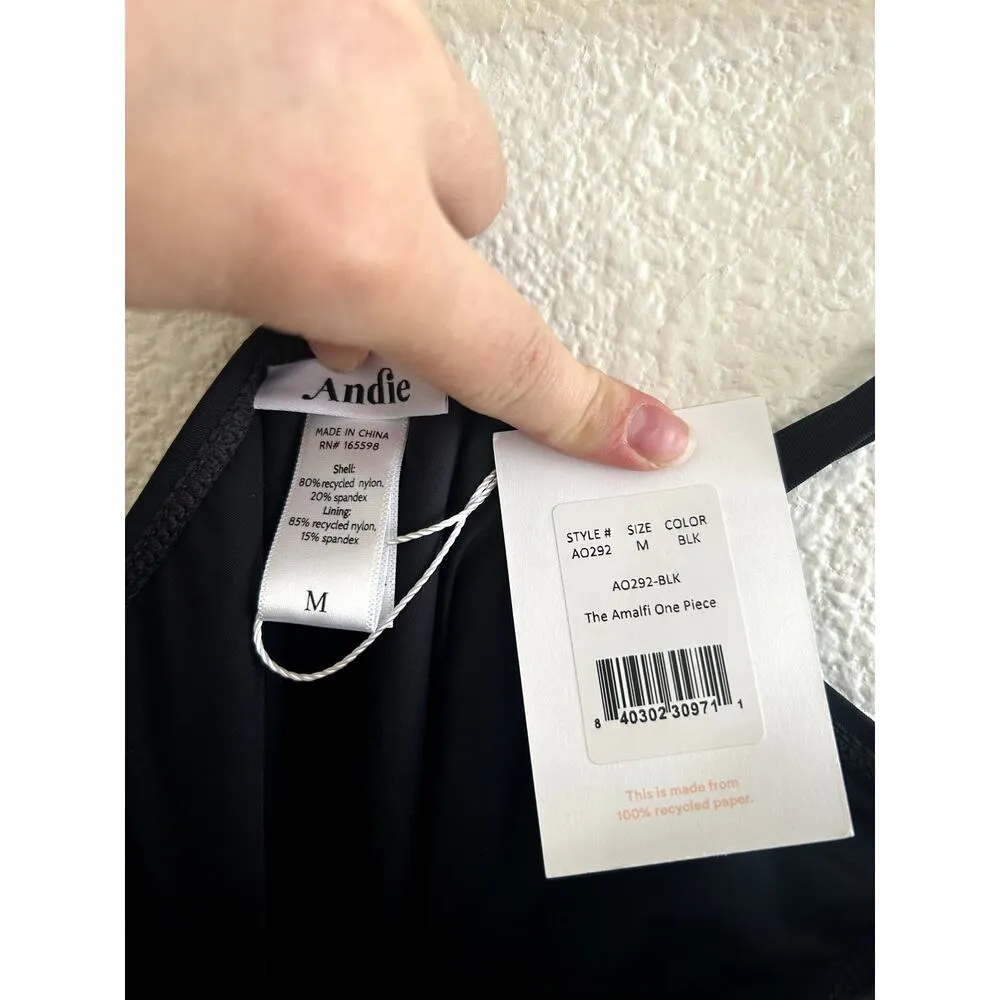 Andie
MADE IN CHINA
RN# 165598
Shell:
80% recycled nylon,
20% spandex
Lining:
85% recycled nylon,
15% spandex
M
STYLE # SIZE COLOR
AO292 M BLK
AO292-BLK
The Amalfi One Piece
8 40302 30971 1
This is made from
100% recycled paper.